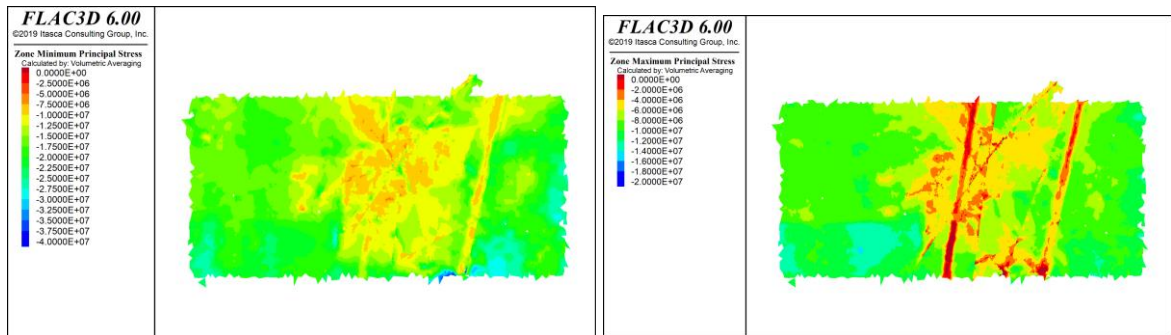 FLAC3D 6.00
©2019 Itasca Consulting Group, Inc.
Zone Minimum Principal Stress
Calculated by: Volumetric Averaging
0.0000E+00
-2.5000E+06
-5.0000E+06
-7.5000E+06
-1.0000E+07
-1.2500E+07
-1.5000E+07
-1.7500E+07
-2.0000E+07
-2.2500E+07
-2.5000E+07
-2.7500E+07
-3.0000E+07
-3.2500E+07
-3.5000E+07
-3.7500E+07
-4.0000E+07
FLAC3D 6.00
©2019 Itasca Consulting Group, Inc.
Zone Maximum Principal Stress
Calculated by: Volumetric Averaging
0.0000E+00
-2.0000E+06
-4.0000E+06
-6.0000E+06
-8.0000E+06
-1.0000E+07
-1.2000E+07
-1.4000E+07
-1.6000E+07
-1.8000E+07
-2.0000E+07